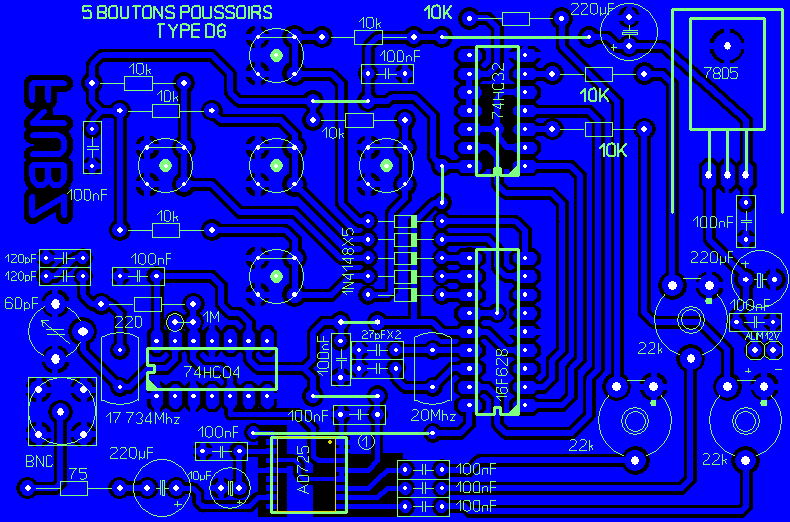 5 BOUTONS POUSSOIRS
TYPE D6
10K
220µF
10k
100nF
7805
10k
74HC32
10k
10K
10k
10K
100nF
10k
100nF
1N4148X5
120pF
100nF
220µF
120pF
60pF
220
1M
100nF
27pFX2
ALIM12V
+
−
100nF
22k
74HC04
16F628
17 734Mhz
100nF
20Mhz
1
22k
22k
BNC
220µF
100nF
AD725
75
10µF
100nF
100nF
100nF